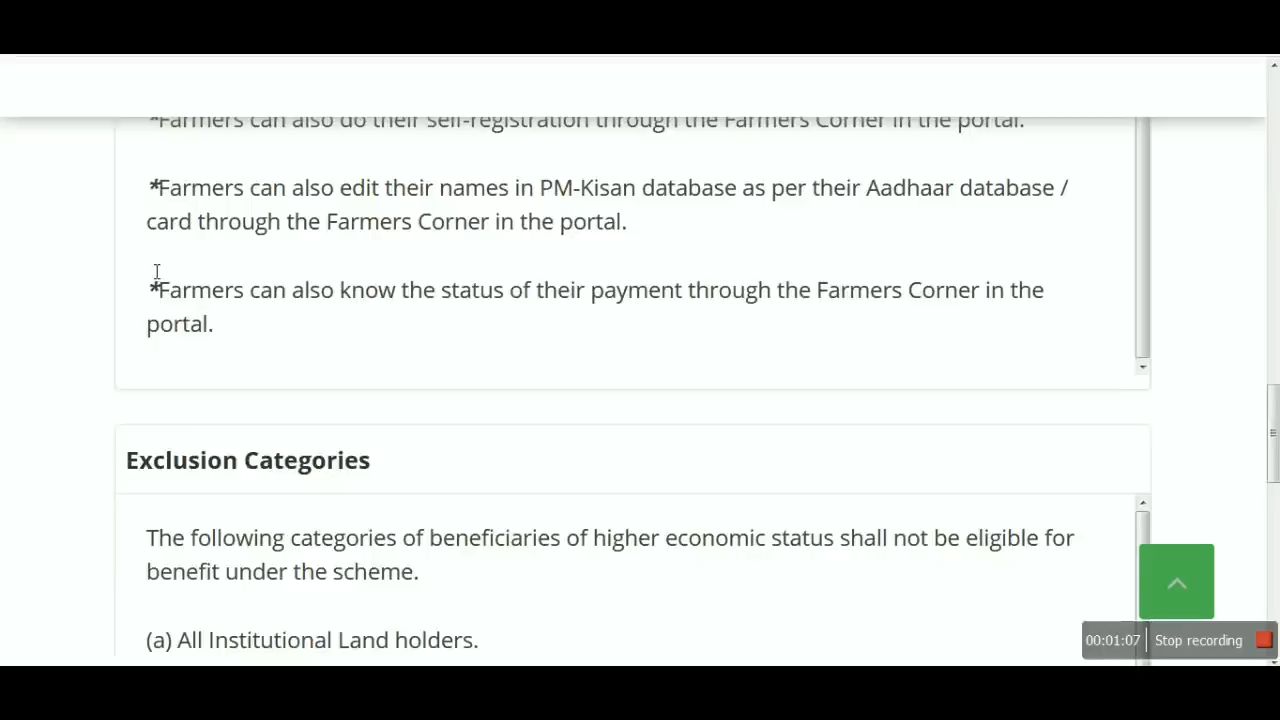 *Farmers can also do their self-registration through the Farmers Corner in the portal.
*Farmers can also edit their names in PM-Kisan database as per their Aadhaar database /
card through the Farmers Corner in the portal.
*Farmers can also know the status of their payment through the Farmers Corner in the
portal.
Exclusion Categories
The following categories of beneficiaries of higher economic status shall not be eligible for
benefit under the scheme.
(a) All Institutional Land holders.
00:01:07 Stop recording